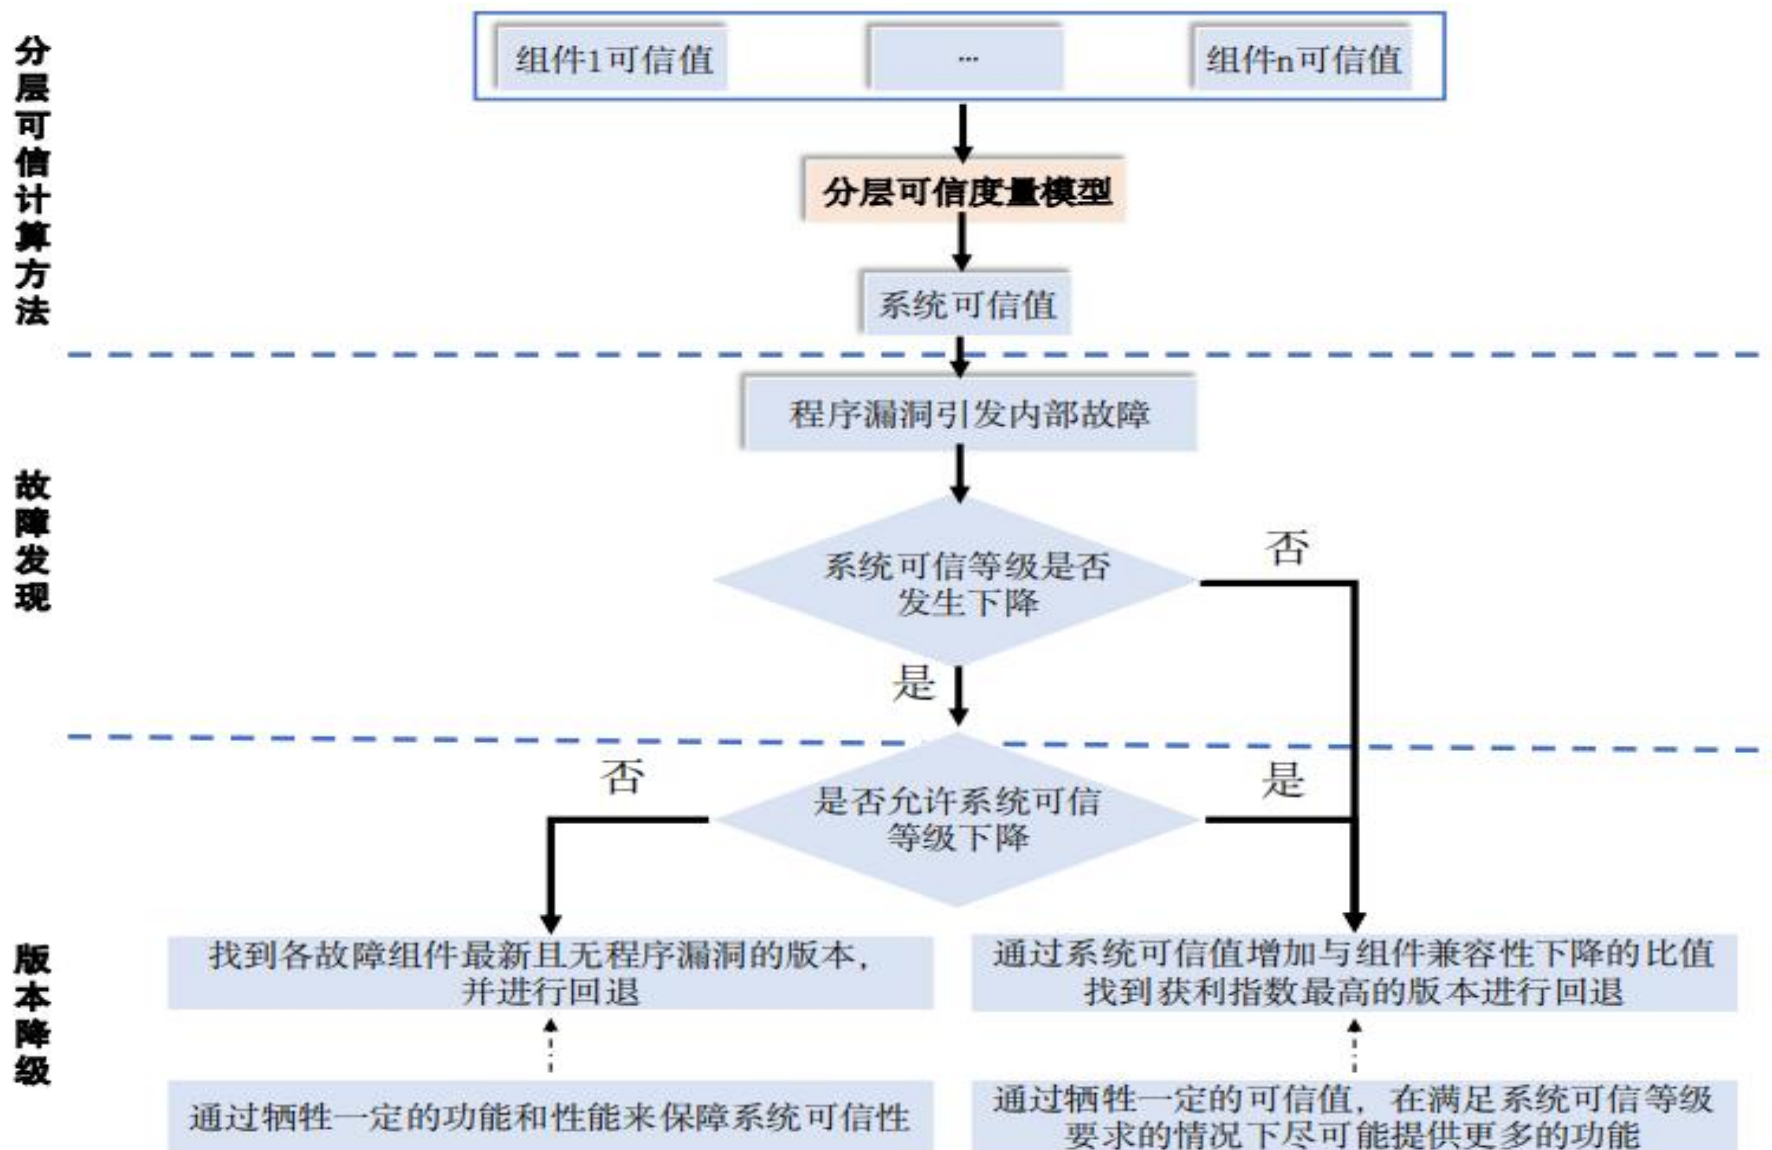 分层可信计算方法
组件1可信值
...
组件n可信值
分层可信度量模型
系统可信值
故障发现
程序漏洞引发内部故障
系统可信等级是否
发生下降
否
是
版本降级
是否允许系统可信
等级下降
否
是
找到各故障组件最新且无程序漏洞的版本，
并进行回退
通过系统可信值增加与组件兼容性下降的比值
找到获利指数最高的版本进行回退
通过牺牲一定的功能和性能来保障系统可信性
通过牺牲一定的可信值，在满足系统可信等级
要求的情况下尽可能提供更多的功能